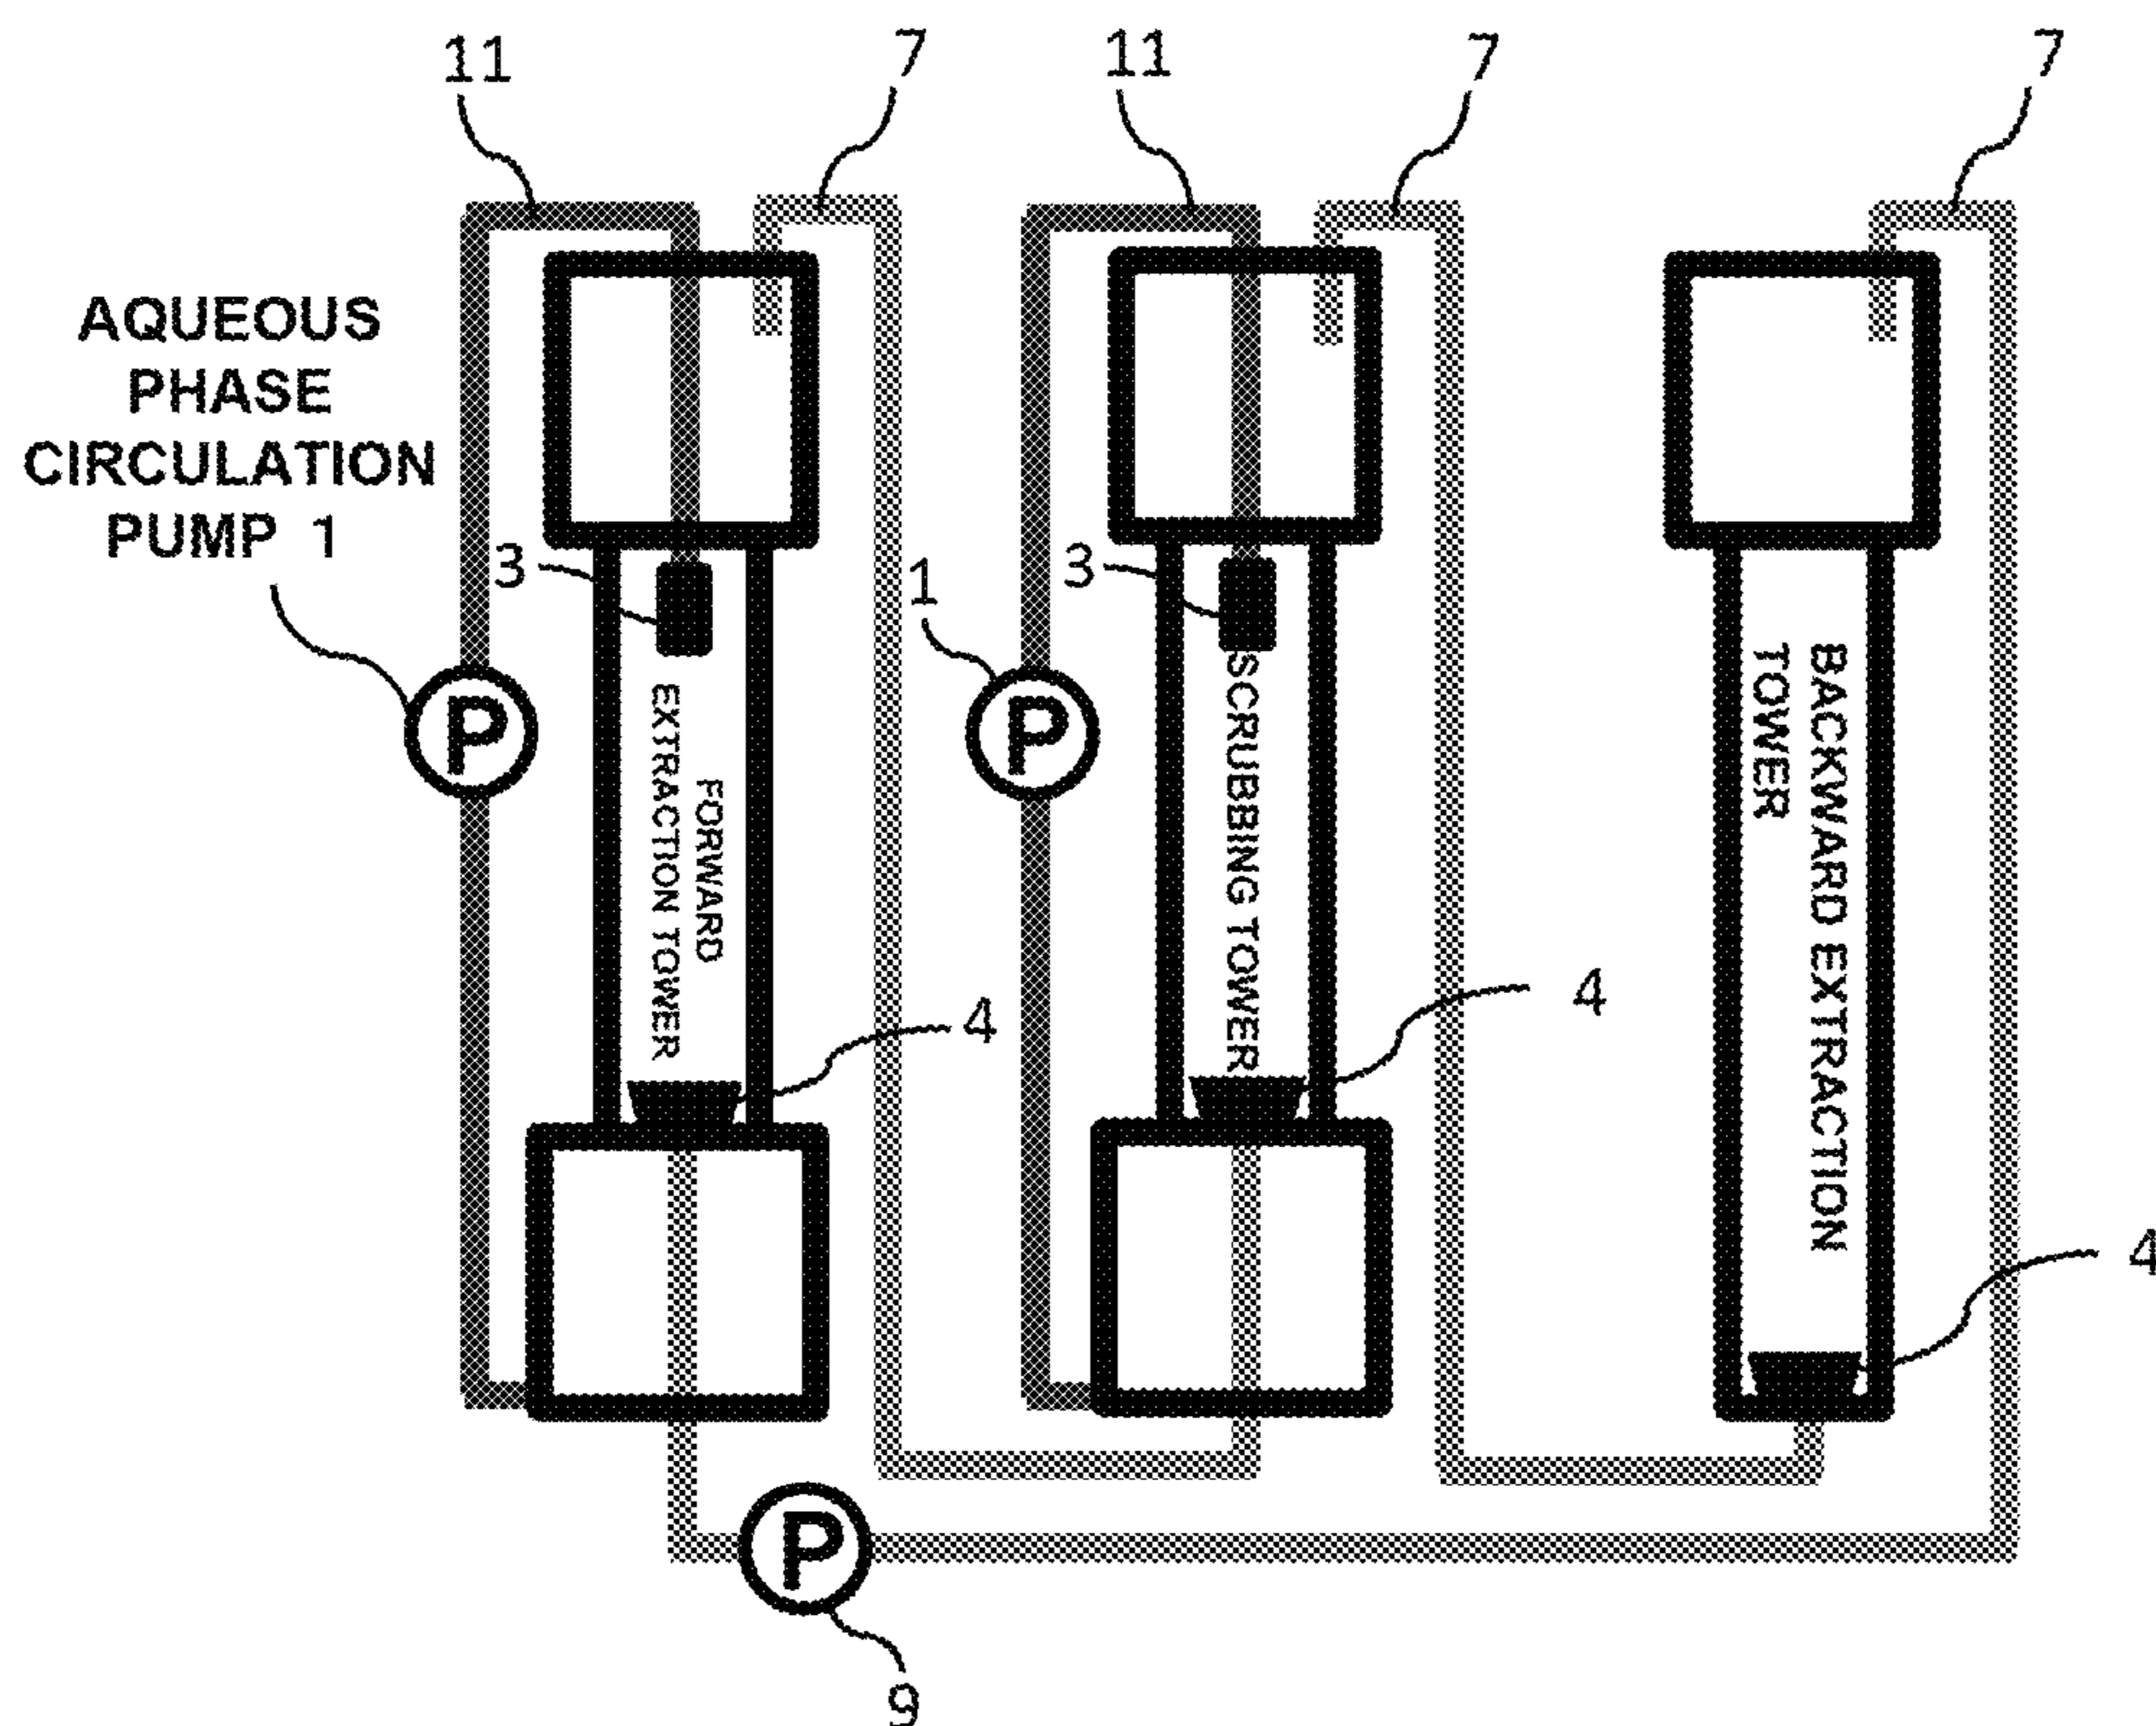 11
7
11
7
7
AQUEOUS
PHASE
CIRCULATION
PUMP 1
3
1
3
P
P
FORWARD
EXTRACTION TOWER
SCRUBBING TOWER
BACKWARD EXTRACTION
TOWER
4
4
4
P
9